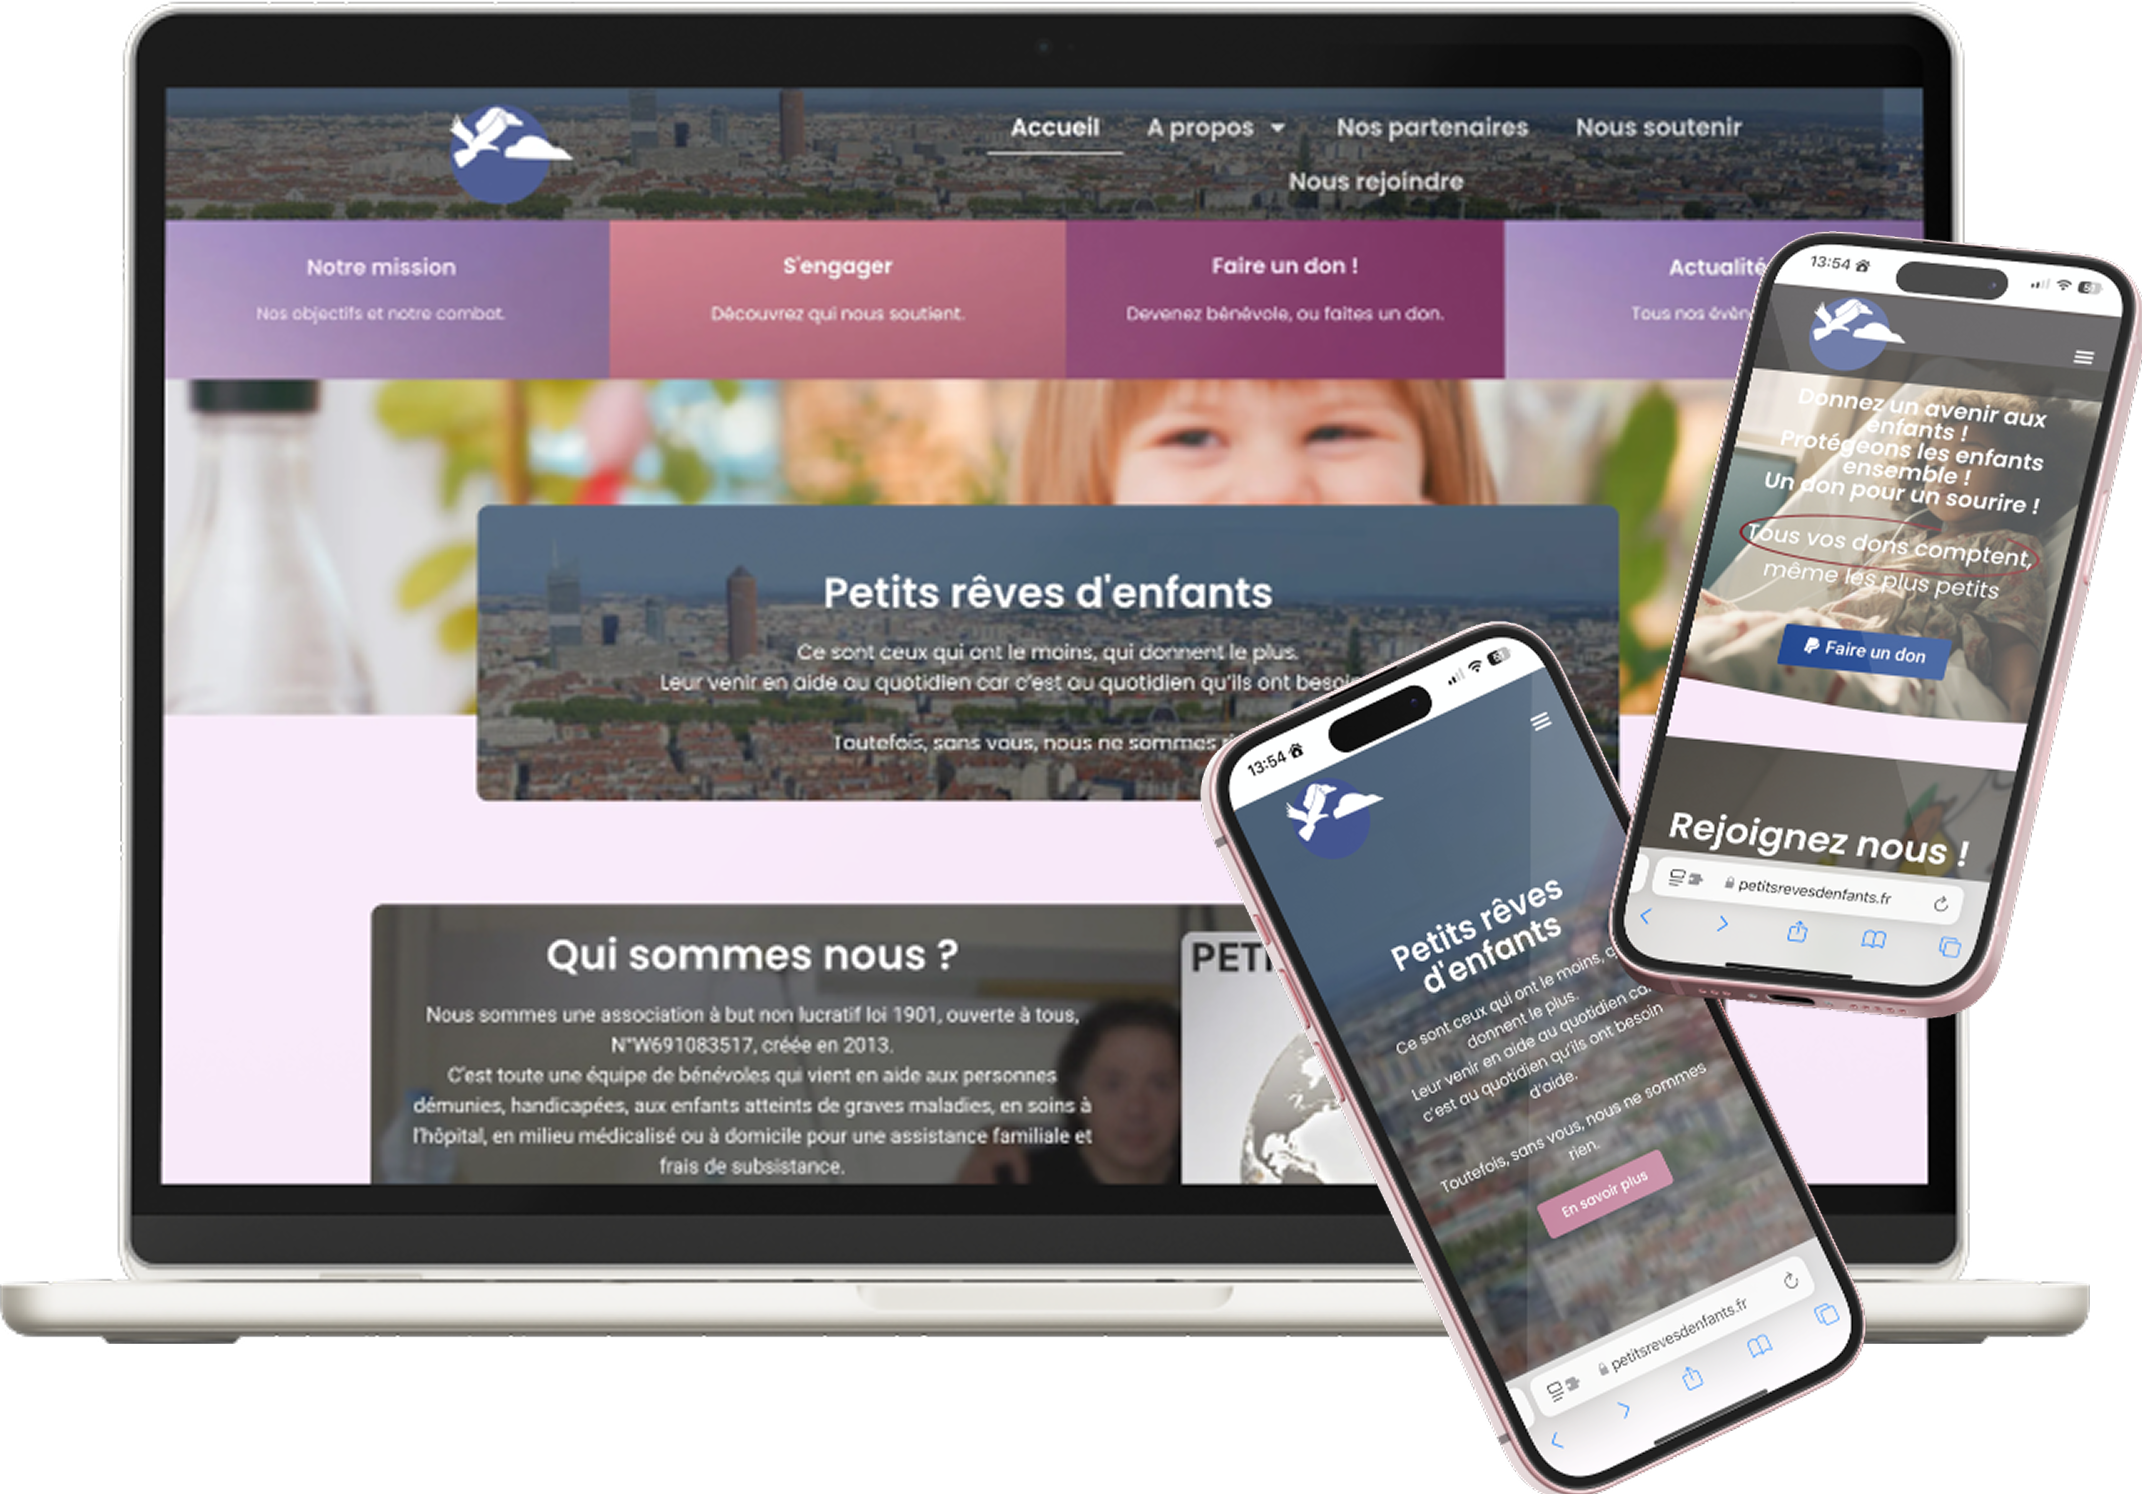 Accueil
A propos
Nos partenaires
Nous soutenir
Nous rejoindre
Notre mission
Nos objectifs et notre combat.
S'engager
Découvrez qui nous soutient.
Faire un don !
Devenez bénévole, ou faites un don.
Tous nos
Petits rêves d'enfants
Ce sont ceux qui ont le moins, qui donnent le plus.
Leur venir en aide au quotidien car c'est au quotidien qu'ils ont
Toutefois, sans vous, nous ne sommes
Qui sommes nous ?
Nous sommes une association à but non lucratif loi 1901, ouverte à tous,
N°W691083517, créée en 2013.
C'est toute une équipe de bénévoles qui vient en aide aux personnes
démunies, handicapées, aux enfants atteints de graves maladies, en soins à
l'hôpital, en milieu médicalisé ou à domicile pour une assistance familiale et
frais de subsistance.
13:54
51
Petits rêves
d'enfants
Ce sont ceux qui ont le moins,
donnent le plus.
Leur venir en aide au quotidien
c'est au quotidien qu'ils ont besoin
d'aide.
Toutefois, sans vous, nous ne sommes
rien.
En savoir plus
petitsrevesdenfants.fr
13:54
51
Donnez un avenir aux
enfants !
Protégeons les enfants
ensemble !
Un don pour un sourire !
Tous vos dons comptent,
même les plus petits
Faire un don
Rejoignez nous !
petitsrevesdenfants.fr